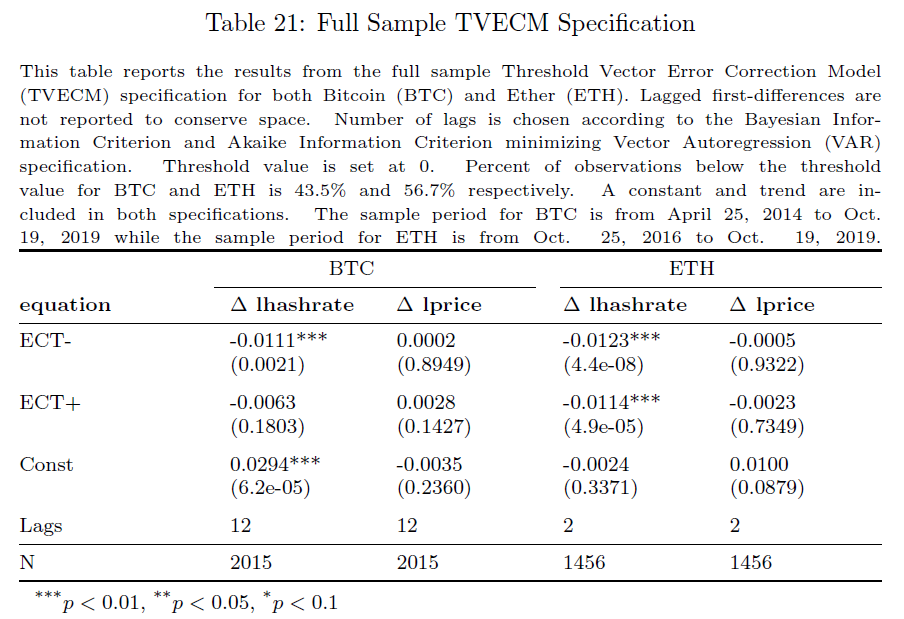 Table 21: Full Sample TVECM Specification
This table reports the results from the full sample Threshold Vector Error Correction Model
(TVECM) specification for both Bitcoin (BTC) and Ether (ETH). Lagged first-differences are
not reported to conserve space. Number of lags is chosen according to the Bayesian Infor-
mation Criterion and Akaike Information Criterion minimizing Vector Autoregression (VAR)
specification. Threshold value is set at 0. Percent of observations below the threshold
value for BTC and ETH is 43.5% and 56.7% respectively. A constant and trend are in-
cluded in both specifications. The sample period for BTC is from April 25, 2014 to Oct.
19, 2019 while the sample period for ETH is from Oct. 25, 2016 to Oct. 19, 2019.
BTC ETH
equation Δ lhashrate Δ lprice Δ lhashrate Δ lprice
ECT- -0.0111*** 0.0002 -0.0123*** -0.0005
(0.0021) (0.8949) (4.4e-08) (0.9322)
ECT+ -0.0063 0.0028 -0.0114*** -0.0023
(0.1803) (0.1427) (4.9e-05) (0.7349)
Const 0.0294*** -0.0035 -0.0024 0.0100
(6.2e-05) (0.2360) (0.3371) (0.0879)
Lags 12 12 2 2
N 2015 2015 1456 1456
***p < 0.01, **p < 0.05, *p < 0.1